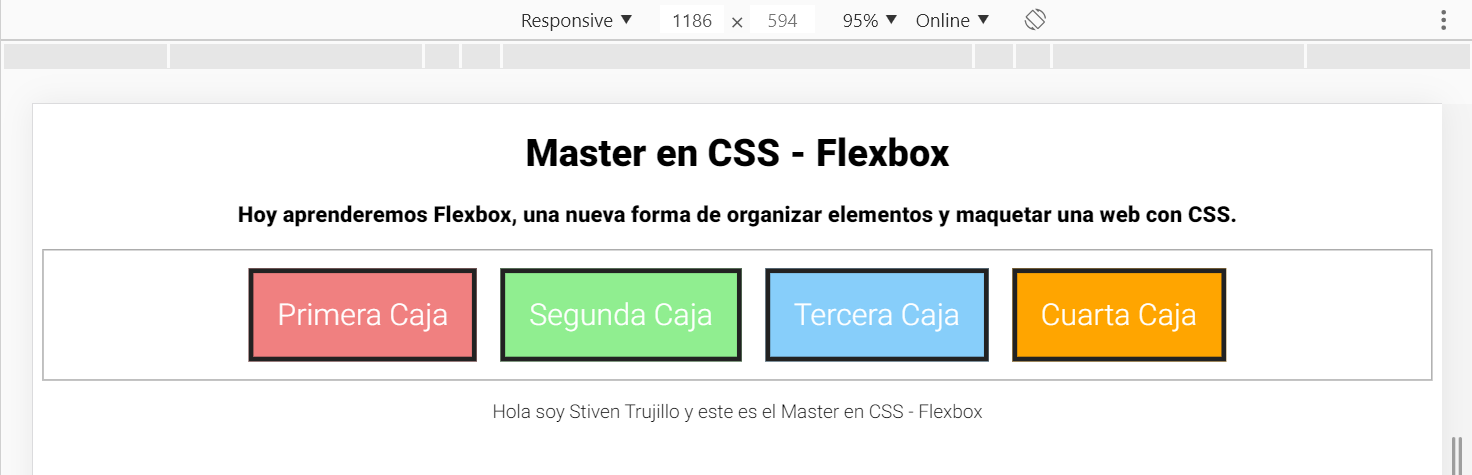 Responsive ▼ 1186 × 594 95% ▼ Online ▼
Master en CSS - Flexbox
Hoy aprenderemos Flexbox, una nueva forma de organizar elementos y maquetar una web con CSS.
Primera Caja Segunda Caja Tercera Caja Cuarta Caja
Hola soy Stiven Trujillo y este es el Master en CSS - Flexbox